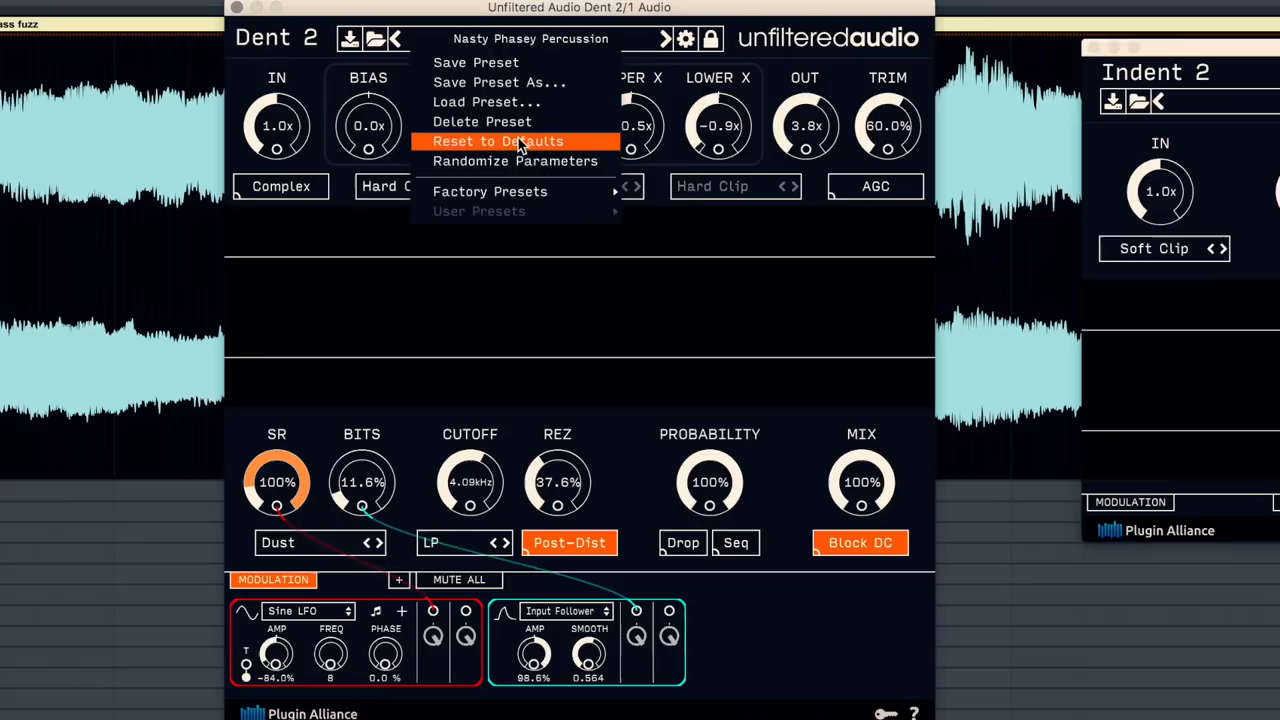 Unfiltered Audio Dent 2/1 Audio
ass fuzz
Dent 2
Nasty Phasey Percussion
unfilteredaudio
Save Preset
Save Preset As...
Load Preset...
Delete Preset
Reset to Defaults
Randomize Parameters
Factory Presets
User Presets
IN
BIAS
PER X
LOWER X
OUT
TRIM
1.0x
0.0x
0.5x
-0.9x
3.8x
60.0%
Complex
Hard C
Hard Clip
AGC
Indent 2
IN
1.0x
Soft Clip
SR
BITS
CUTOFF
REZ
PROBABILITY
MIX
100%
11.6%
4.09kHz
37.6%
100%
100%
Dust
LP
Post-Dist
Drop
Seq
Block DC
MODULATION
Plugin Alliance
MODULATION
+
MUTE ALL
Sine LFO
AMP
FREQ
PHASE
T
-84.0%
8
0.0 %
Input Follower
AMP
SMOOTH
98.6%
0.564
Plugin Alliance
?